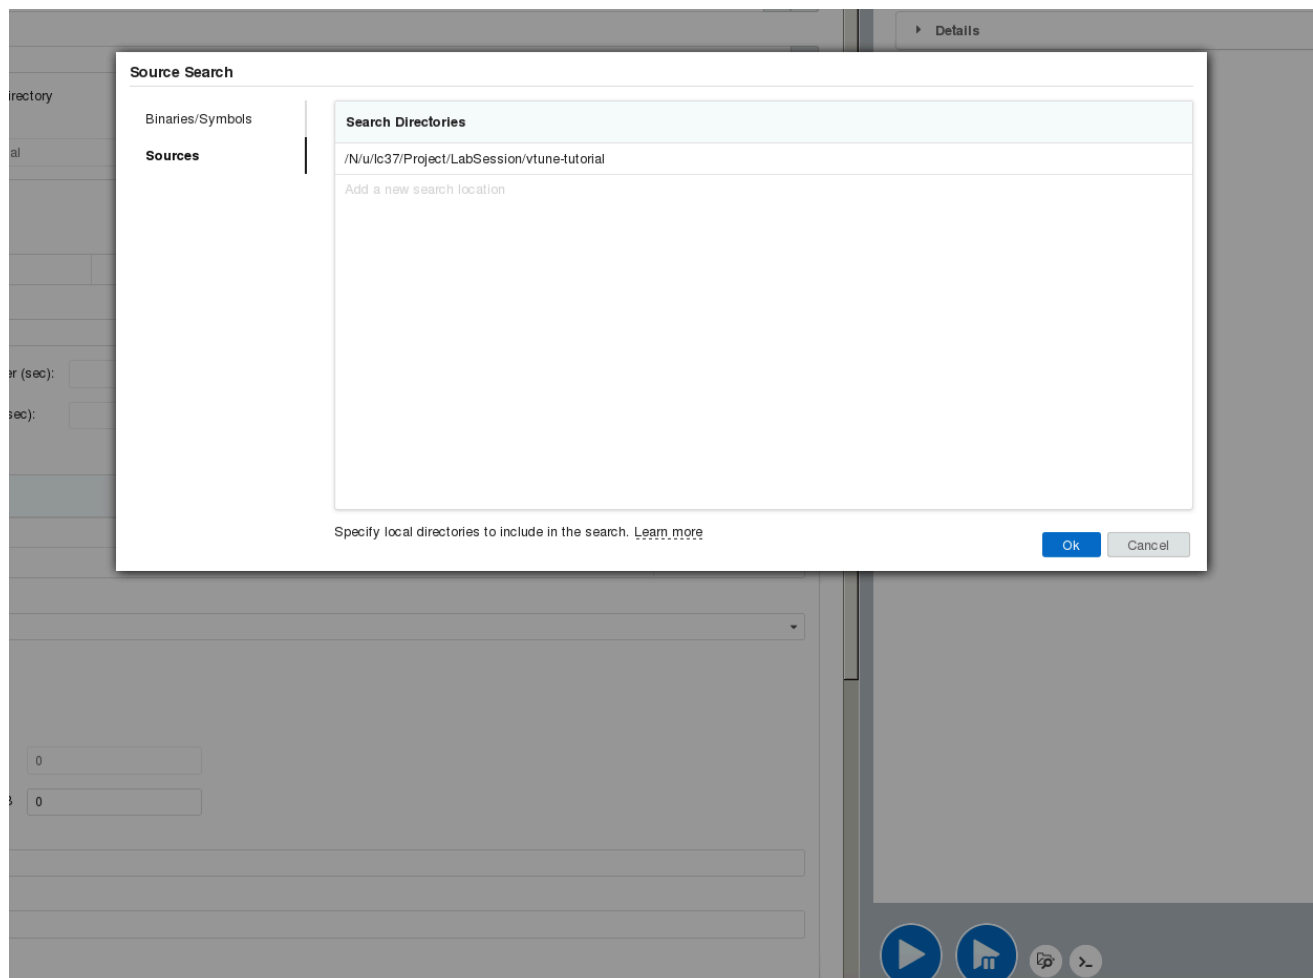 Details
Source Search
irectory
Binaries/Symbols
Search Directories
al
Sources
/N/u/lc37/Project/LabSession/vtune-tutorial
Add a new search location
er (sec):
sec):
Specify local directories to include in the search. Learn more
Ok
Cancel
0
0